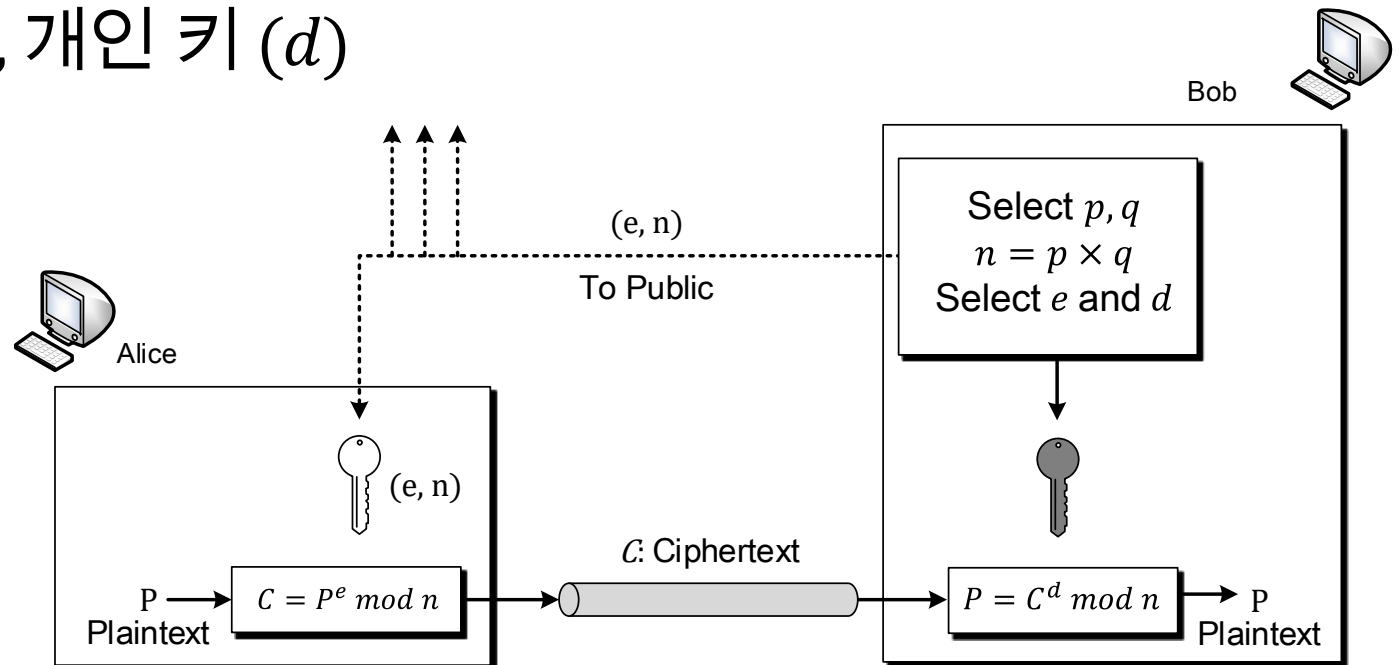 , 개인 키 (d)
Bob
Select p, q
n = p × q
Select e and d
(e, n)
To Public
Alice
(e, n)
C: Ciphertext
P
Plaintext
C = P^e mod n
P = C^d mod n
P
Plaintext